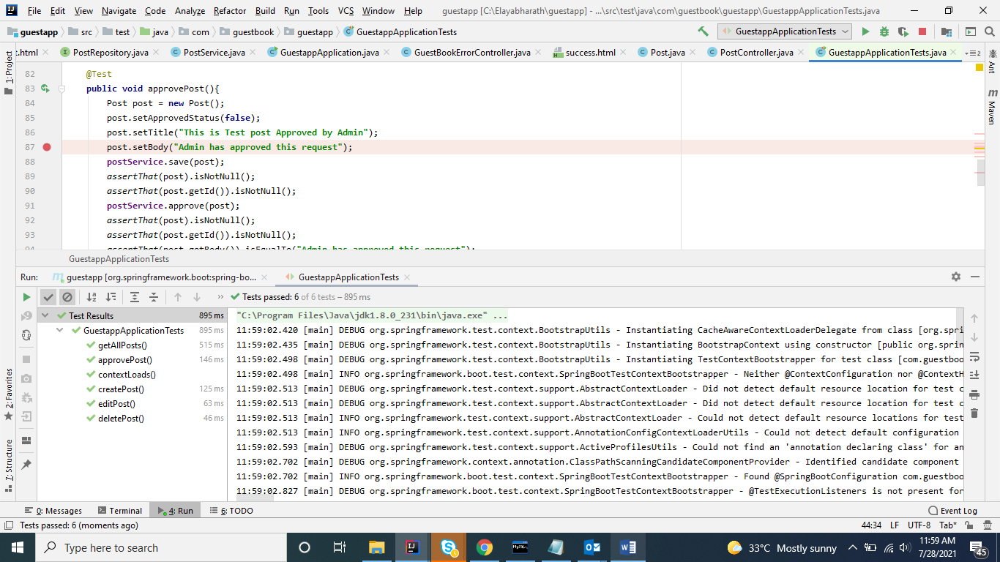 File Edit View Navigate Code Analyze Refactor Build Run Tools VCS Window Help guestapp [C:\Elayabharath\guestapp] - ...\src\test\java\com\guestbook\guestapp\GuestappApplicationTests.java
guestapp src test java com guestbook guestapp GuestappApplicationTests GuestappApplicationTests
t.html PostRepository.java PostService.java GuestappApplication.java GuestBookErrorController.java success.html Post.java PostController.java GuestappApplicationTests.java 2
1: Project
Ant
Maven
82 @Test
83 public void approvePost(){
84 Post post = new Post();
85 post.setApprovedStatus(false);
86 post.setTitle("This is Test post Approved by Admin");
87 post.setBody("Admin has approved this request");
88 postService.save(post);
89 assertThat(post).isNotNull();
90 assertThat(post.getId()).isNotNull();
91 postService.approve(post);
92 assertThat(post).isNotNull();
93 assertThat(post.getId()).isNotNull();
94 assertThat(post.getBody()).isEqualTo("Admin has approved this request");
GuestappApplicationTests
Run: guestapp [org.springframework.boot:spring-bo... GuestappApplicationTests
Tests passed: 6 of 6 tests – 895 ms
Test Results 895 ms
GuestappApplicationTests 895 ms
getAllPosts() 515 ms
approvePost() 146 ms
contextLoads()
createPost() 125 ms
editPost() 63 ms
deletePost() 46 ms
"C:\Program Files\Java\jdk1.8.0_231\bin\java.exe" ...
11:59:02.420 [main] DEBUG org.springframework.test.context.BootstrapUtils - Instantiating CacheAwareContextLoaderDelegate from class [org.spri
11:59:02.435 [main] DEBUG org.springframework.test.context.BootstrapUtils - Instantiating BootstrapContext using constructor [public org.sprin
11:59:02.498 [main] DEBUG org.springframework.test.context.BootstrapUtils - Instantiating TestContextBootstrapper for test class [com.guestboo
11:59:02.498 [main] INFO org.springframework.boot.test.context.SpringBootTestContextBootstrapper - Neither @ContextConfiguration nor @ContextH
11:59:02.513 [main] DEBUG org.springframework.test.context.support.AbstractContextLoader - Did not detect default resource location for test c
11:59:02.513 [main] DEBUG org.springframework.test.context.support.AbstractContextLoader - Did not detect default resource location for test c
11:59:02.513 [main] INFO org.springframework.test.context.support.AbstractContextLoader - Could not detect default resource locations for test
11:59:02.513 [main] INFO org.springframework.test.context.support.AnnotationConfigContextLoaderUtils - Could not detect default configuration
11:59:02.593 [main] DEBUG org.springframework.test.context.support.ActiveProfilesUtils - Could not find an 'annotation declaring class' for an
11:59:02.702 [main] DEBUG org.springframework.context.annotation.ClassPathScanningCandidateComponentProvider - Identified candidate component
11:59:02.702 [main] INFO org.springframework.boot.test.context.SpringBootTestContextBootstrapper - Found @SpringBootConfiguration com.guestboo
11:59:02.827 [main] DEBUG org.springframework.boot.test.context.SpringBootTestContextBootstrapper - @TestExecutionListeners is not present for
2: Favorites
7: Structure
0: Messages Terminal 4: Run 6: TODO Event Log
Tests passed: 6 (moments ago) 44:34 LF UTF-8 Tab*
Type here to search MySQL 33°C Mostly sunny 11:59 AM
7/28/2021 45